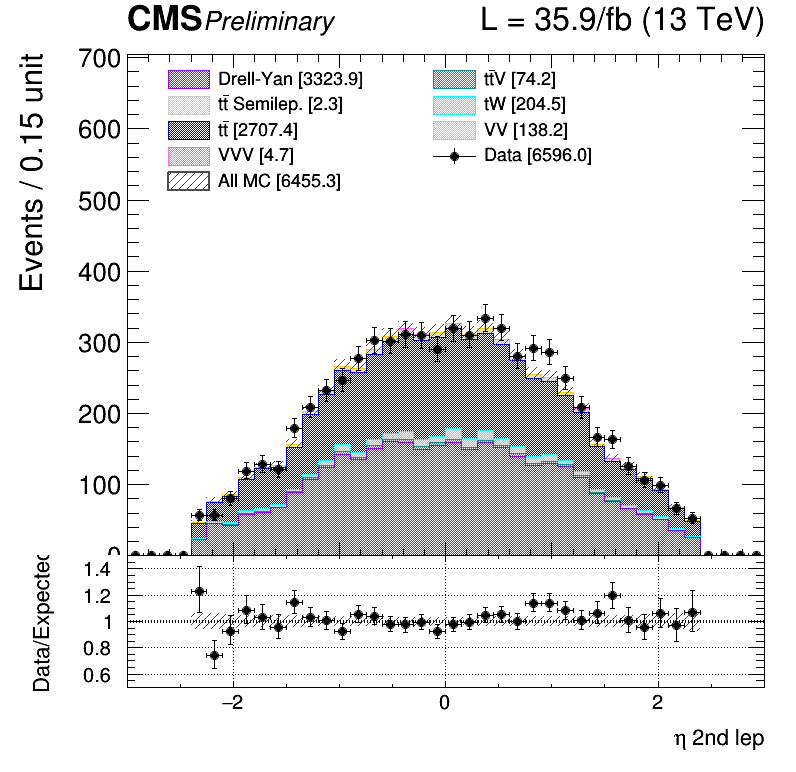 CMS Preliminary L = 35.9/fb (13 TeV)
Events / 0.15 unit
700
600
500
400
300
200
100
0
Drell-Yan [3323.9]
tt̄ Semilep. [2.3]
tt̄ [2707.4]
VVV [4.7]
All MC [6455.3]
tt̄V [74.2]
tW [204.5]
VV [138.2]
Data [6596.0]
Data/Expected
1.4
1.2
1
0.8
0.6
−2 0 2
η 2nd lep